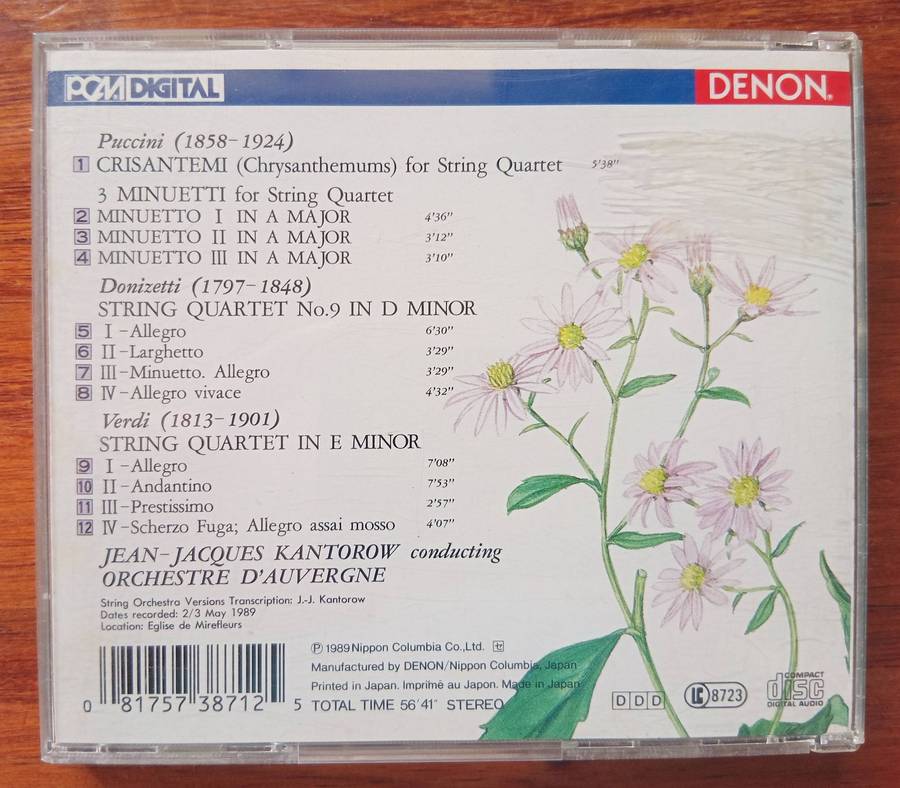 PCM DIGITAL
DENON
Puccini (1858-1924)
1 CRISANTEMI (Chrysanthemums) for String Quartet 5'38"
3 MINUETTI for String Quartet
2 MINUETTO I IN A MAJOR 4'36"
3 MINUETTO II IN A MAJOR 3'12"
4 MINUETTO III IN A MAJOR 3'10"
Donizetti (1797-1848)
STRING QUARTET No.9 IN D MINOR
5 I-Allegro 6'30"
6 II-Larghetto 3'29"
7 III-Minuetto. Allegro 3'29"
8 IV-Allegro vivace 4'32"
Verdi (1813-1901)
STRING QUARTET IN E MINOR
9 I-Allegro 7'08"
10 II-Andantino 7'53"
11 III-Prestissimo 2'57"
12 IV-Scherzo Fuga; Allegro assai mosso 4'07"
JEAN-JACQUES KANTOROW conducting
ORCHESTRE D'AUVERGNE
String Orchestra Versions Transcription: J.-J. Kantorow
Dates recorded: 2/3 May 1989
Location: Eglise de Mirefleurs
℗ 1989 Nippon Columbia Co.,Ltd.
Manufactured by DENON/Nippon Columbia, Japan
Printed in Japan. Imprimé au Japon. Made in Japan
0 81757 38712 5
TOTAL TIME 56'41" STEREO
DDD
LC 8723
COMPACT disc DIGITAL AUDIO